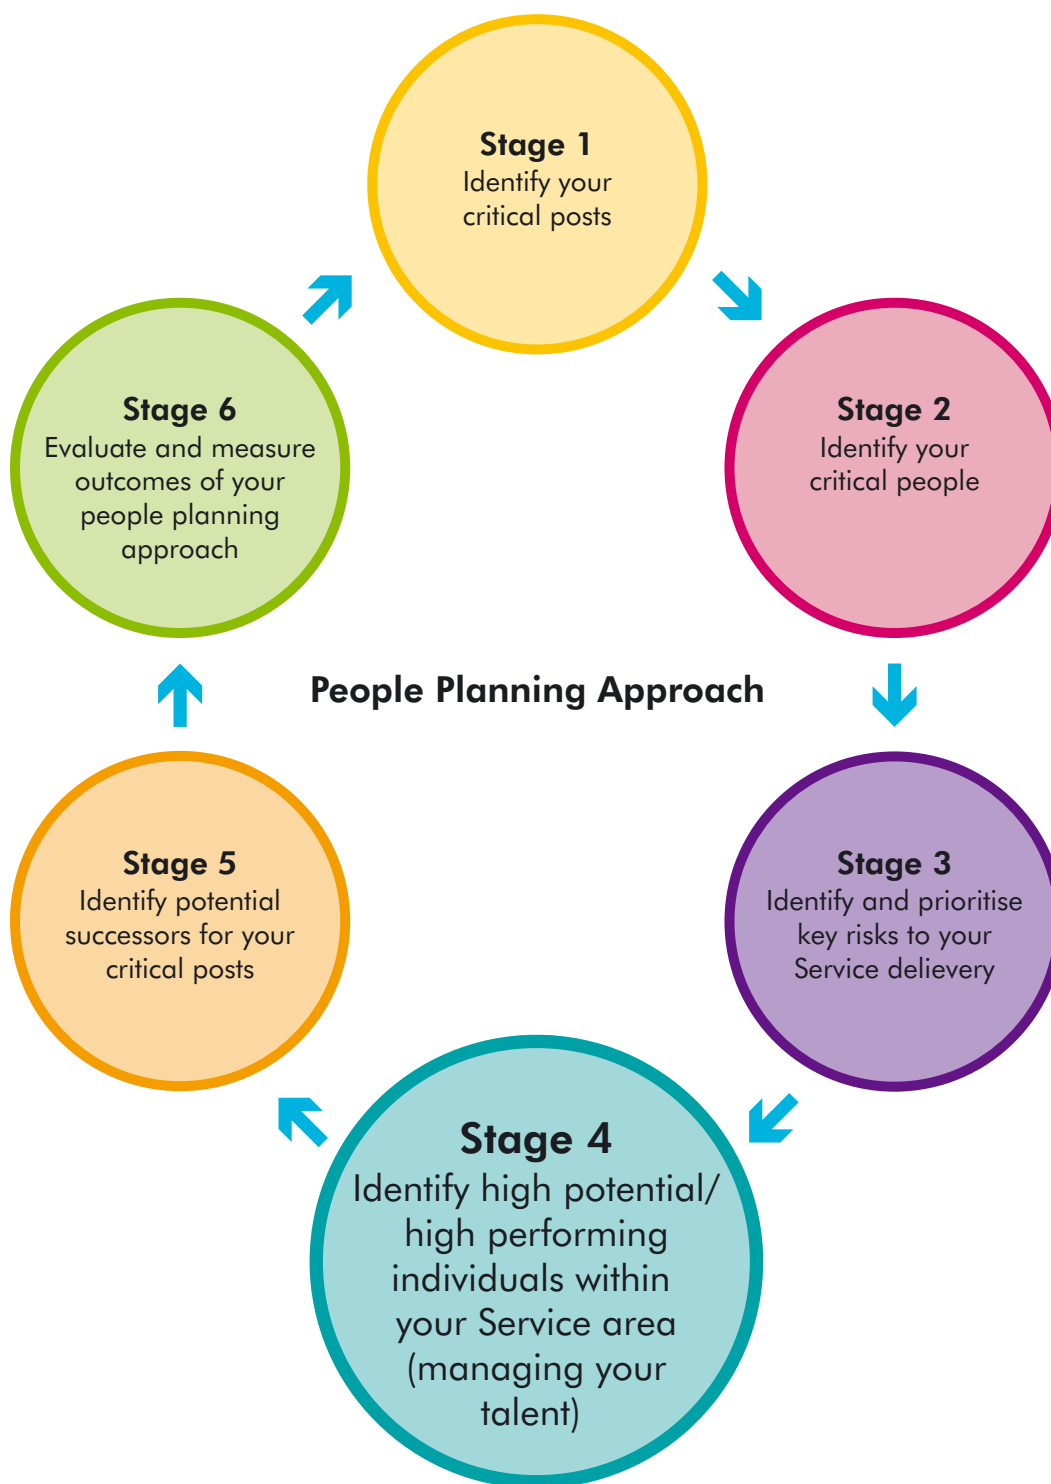 Stage 1
Identify your
critical posts
Stage 2
Identify your
critical people
Stage 3
Identify and prioritise
key risks to your
Service delievery
Stage 4
Identify high potential/
high performing
individuals within
your Service area
(managing your
talent)
Stage 5
Identify potential
successors for your
critical posts
Stage 6
Evaluate and measure
outcomes of your
people planning
approach
People Planning Approach